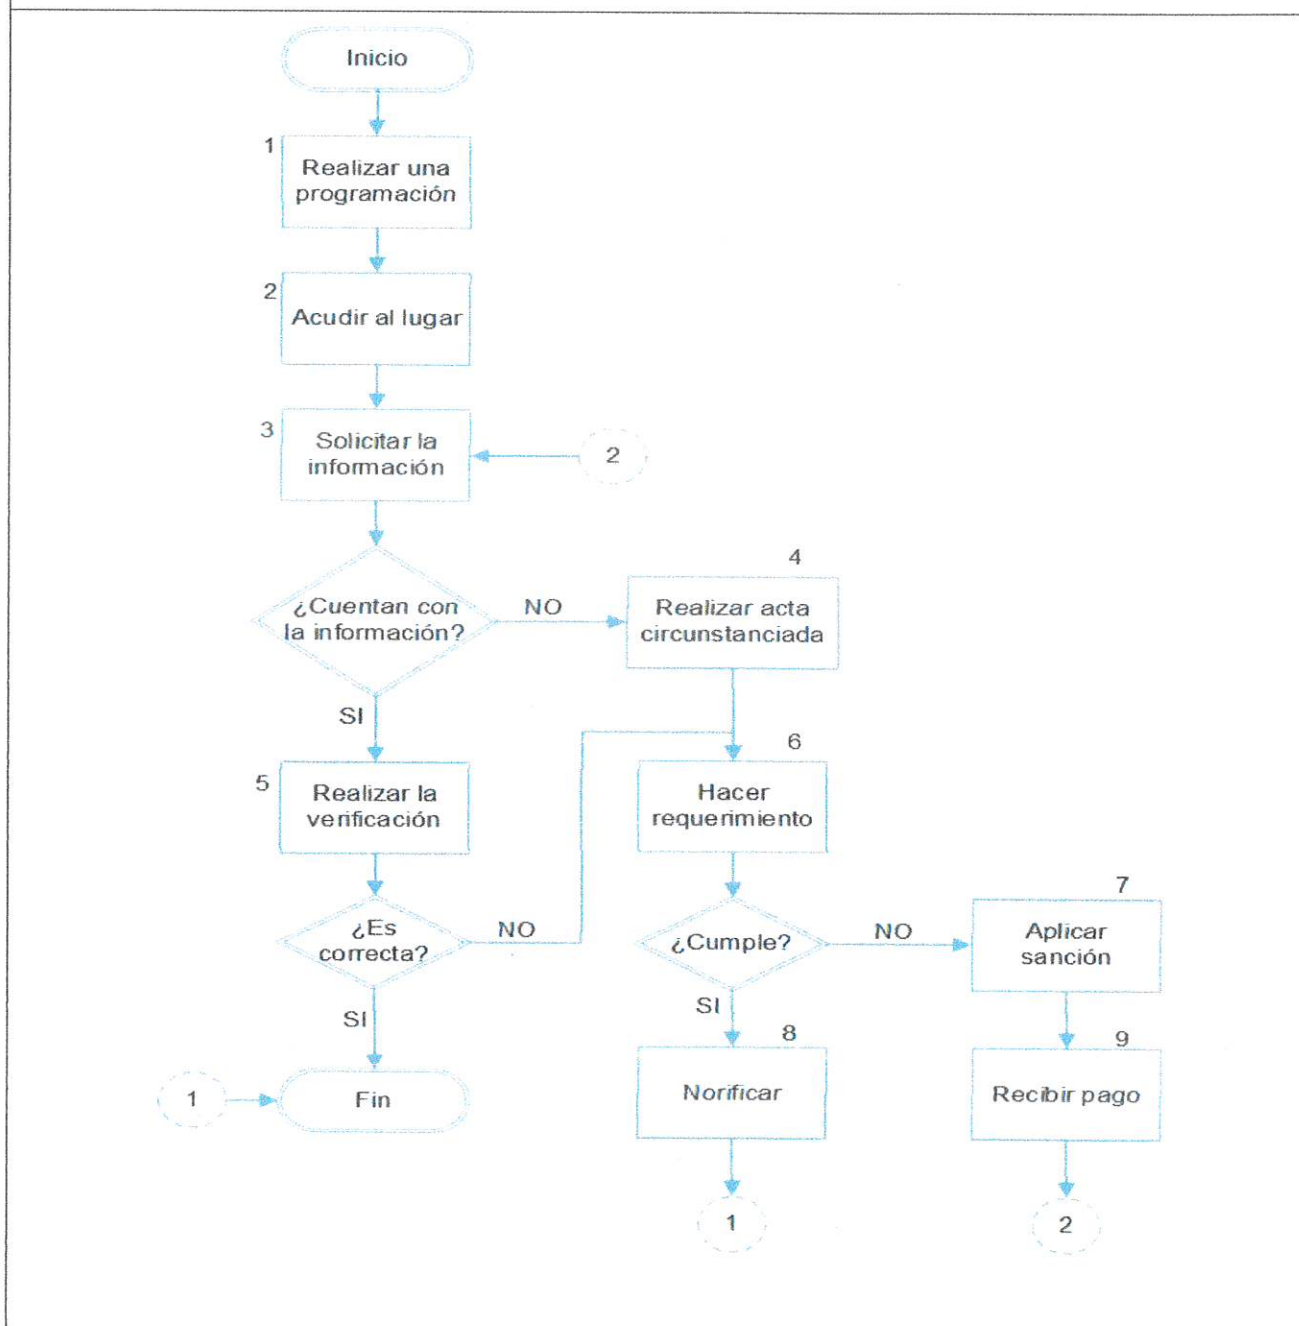 Inicio
1
Realizar una
programación
2
Acudir al lugar
3
Solicitar la
información
2
¿Cuentan con
la información?
NO
4
Realizar acta
circunstanciada
SI
5
Realizar la
verificación
6
Hacer
requerimiento
¿Es
correcta?
NO
¿Cumple?
NO
7
Aplicar
sanción
SI
SI
8
Norificar
9
Recibir pago
1
Fin
1
2